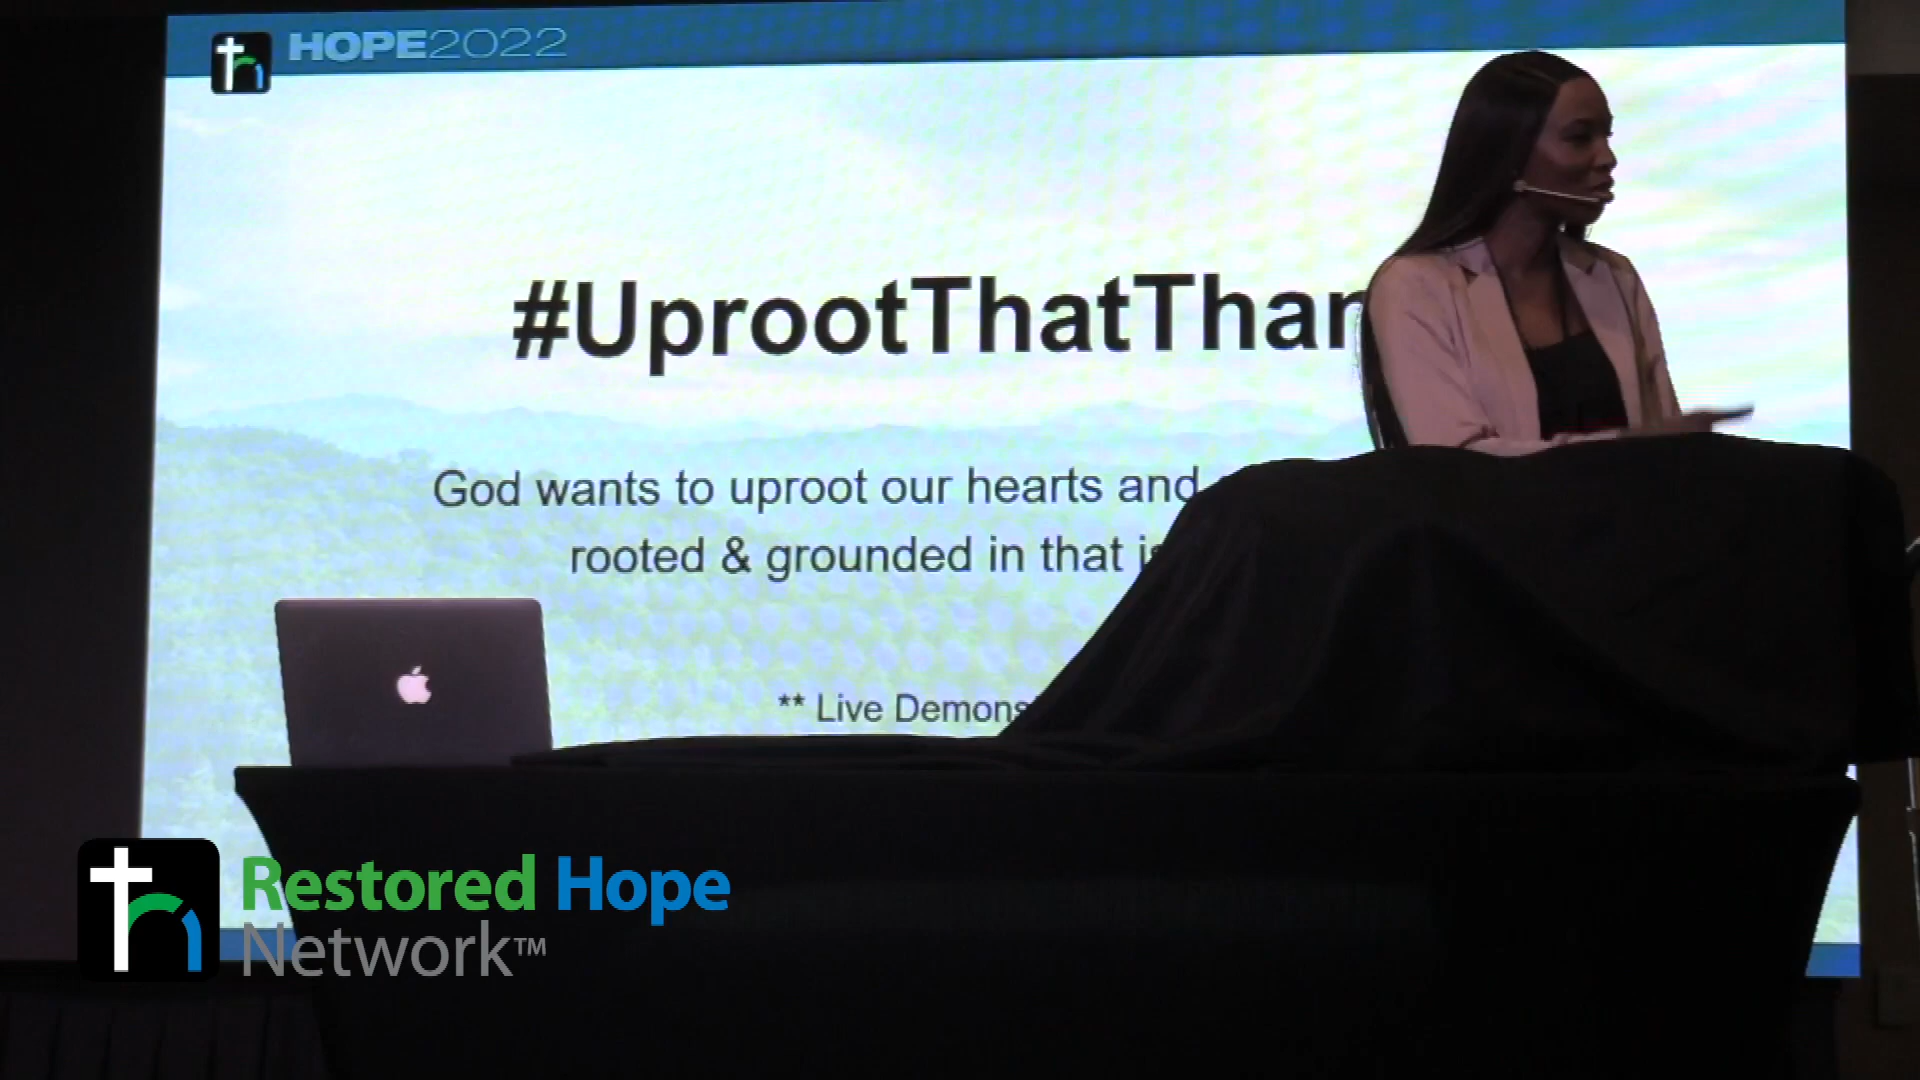 HOPE2022
#UprootThatThan
God wants to uproot our hearts and
rooted & grounded in that
** Live Demons
Restored Hope
Network™